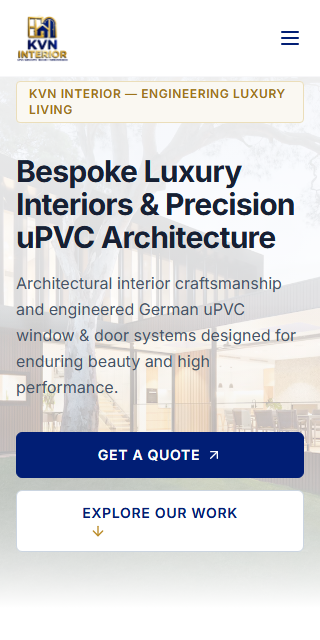 KVN
INTERIOR
KVN INTERIOR — ENGINEERING LUXURY
LIVING
Bespoke Luxury
Interiors & Precision
uPVC Architecture
Architectural interior craftsmanship
and engineered German uPVC
window & door systems designed for
enduring beauty and high
performance.
GET A QUOTE
EXPLORE OUR WORK